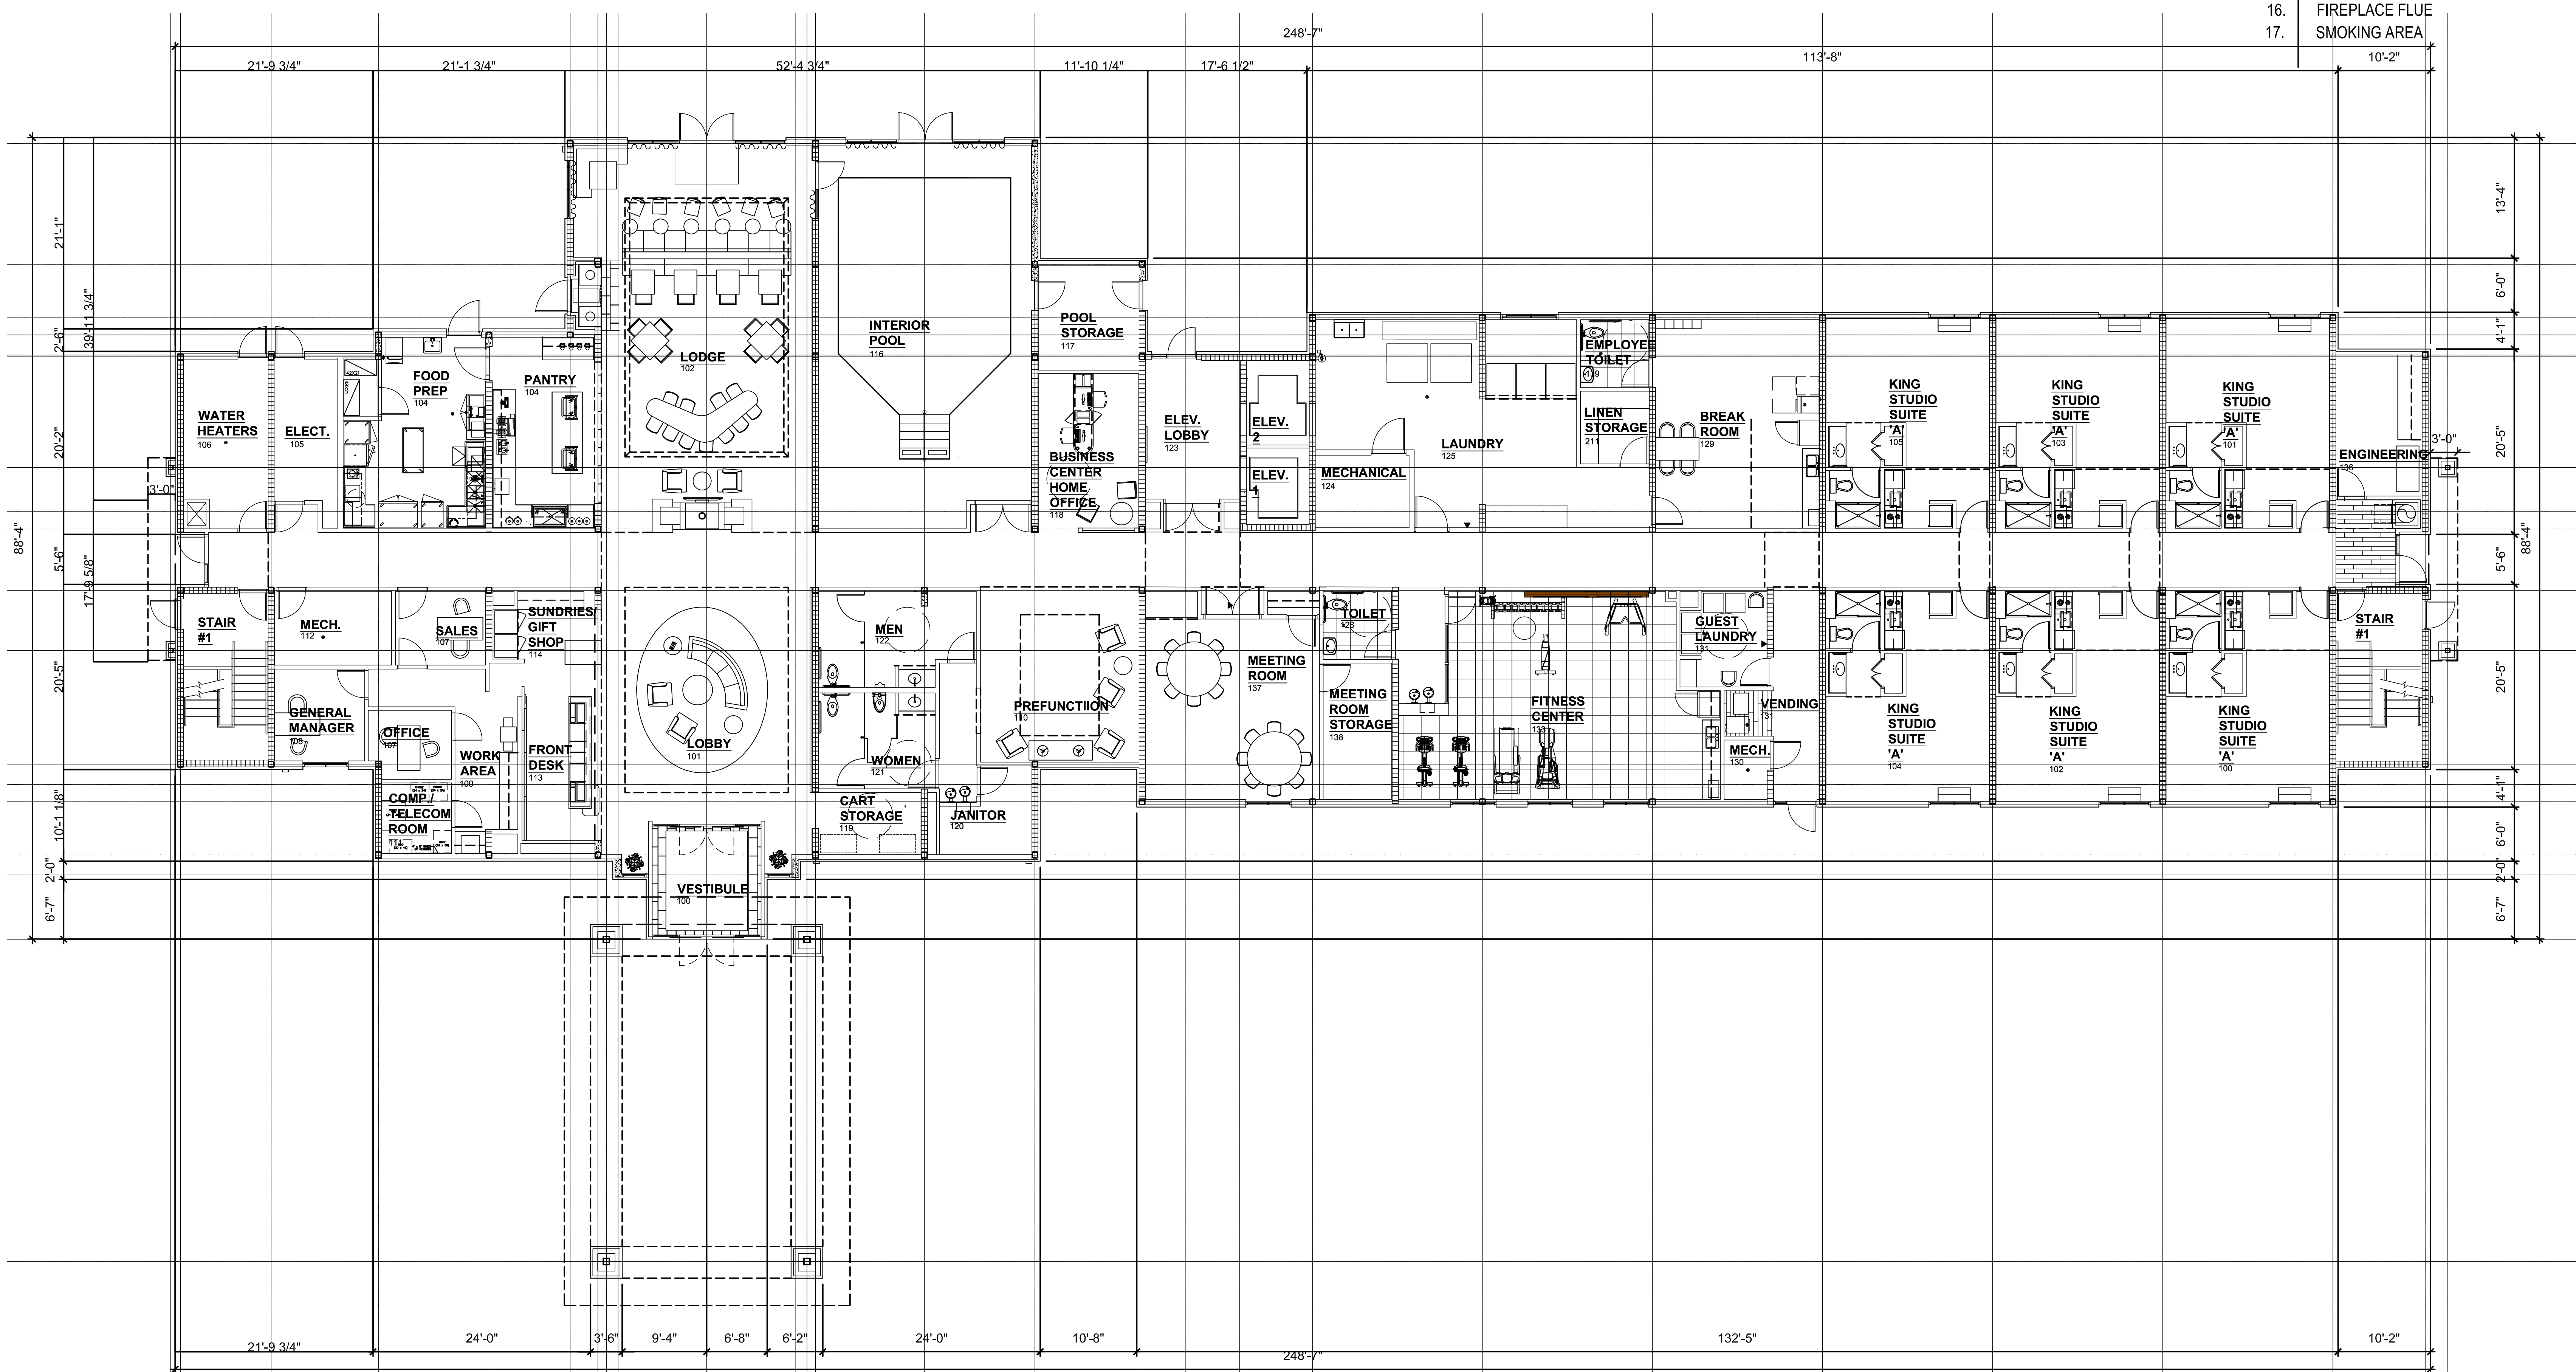 16. FIREPLACE FLUE
17. SMOKING AREA
248'-7"
21'-9 3/4"
21'-1 3/4"
52'-4 3/4"
11'-10 1/4"
17'-6 1/2"
113'-8"
10'-2"
88'-4"
21'-1"
2'-6"
39'-11 3/4"
20'-2"
3'-0"
5'-6"
17'-9 5/8"
20'-5"
10'-1 1/8"
2'-0"
6'-7"
13'-4"
6'-0"
4'-1"
20'-5"
3'-0"
5'-6"
88'-4"
20'-5"
4'-1"
6'-0"
2'-0"
6'-7"
WATER
HEATERS
106
ELECT.
105
42X21
FOOD
PREP
104
PANTRY
104
LODGE
102
INTERIOR
POOL
116
POOL
STORAGE
117
BUSINESS
CENTER
HOME
OFFICE
118
ELEV.
LOBBY
123
ELEV.
2
ELEV.
1
MECHANICAL
124
LAUNDRY
125
EMPLOYEE
TOILET
139
LINEN
STORAGE
211
BREAK
ROOM
129
KING
STUDIO
SUITE
'A'
105
KING
STUDIO
SUITE
'A'
103
KING
STUDIO
SUITE
'A'
101
ENGINEERING
136
STAIR
#1
MECH.
112
SALES
107
SUNDRIES/
GIFT
SHOP
114
GENERAL
MANAGER
108
OFFICE
107
WORK
AREA
109
FRONT
DESK
113
COMP./
TELECOM
ROOM
LOBBY
101
MEN
122
WOMEN
121
CART
STORAGE
119
JANITOR
120
PREFUNCTIION
110
MEETING
ROOM
137
TOILET
128
MEETING
ROOM
STORAGE
138
FITNESS
CENTER
133
GUEST
LAUNDRY
131
VENDING
131
MECH.
130
KING
STUDIO
SUITE
'A'
104
KING
STUDIO
SUITE
'A'
102
KING
STUDIO
SUITE
'A'
100
STAIR
#1
VESTIBULE
100
21'-9 3/4"
24'-0"
3'-6"
9'-4"
6'-8"
6'-2"
24'-0"
10'-8"
132'-5"
10'-2"
248'-7"